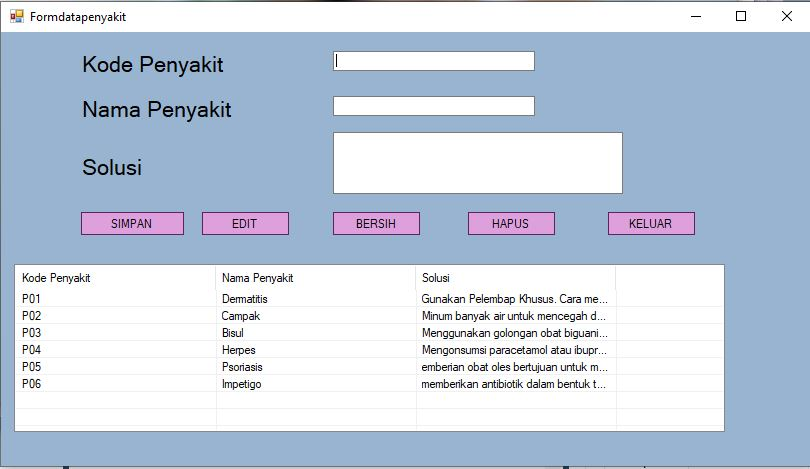 Formdatapenyakit
Kode Penyakit
Nama Penyakit
Solusi
SIMPAN EDIT BERSIH HAPUS KELUAR
Kode Penyakit Nama Penyakit Solusi
P01 Dermatitis Gunakan Pelembap Khusus. Cara me...
P02 Campak Minum banyak air untuk mencegah d...
P03 Bisul Menggunakan golongan obat biguani...
P04 Herpes Mengonsumsi paracetamol atau ibupr...
P05 Psoriasis emberian obat oles bertujuan untuk m...
P06 Impetigo memberikan antibiotik dalam bentuk t...